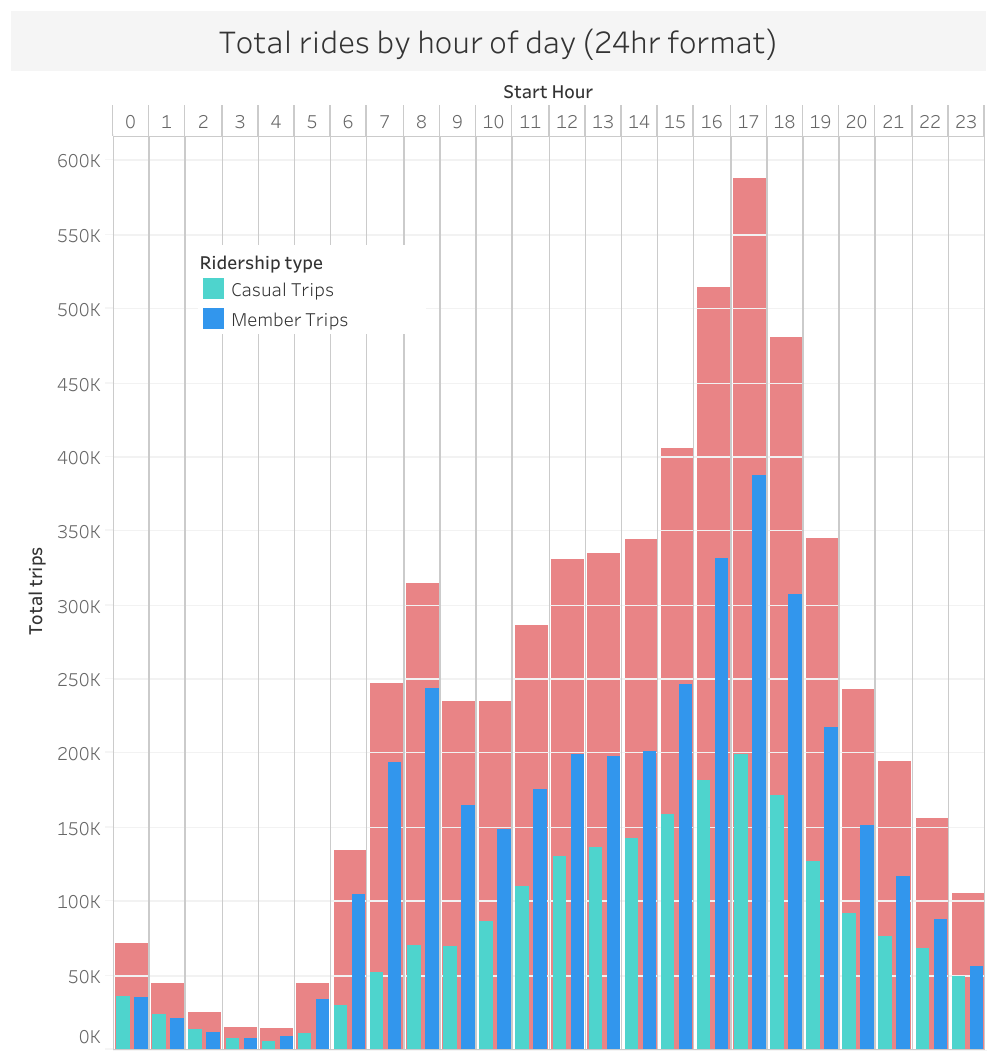 Total rides by hour of day (24hr format)
Start Hour
0 1 2 3 4 5 6 7 8 9 10 11 12 13 14 15 16 17 18 19 20 21 22 23
600K
550K
Ridership type
Casual Trips
Member Trips
500K
450K
400K
350K
Total trips
300K
250K
200K
150K
100K
50K
0K